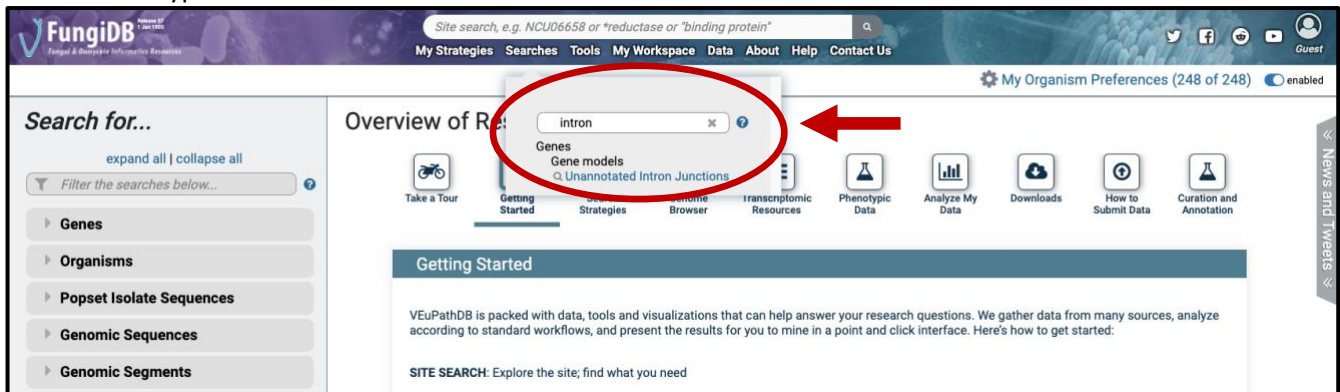 FungiDB
Release 57
Fungal & Oomycete Informatics Resources
Site search, e.g. NCU06658 or *reductase or "binding protein"
My Strategies Searches Tools My Workspace Data About Help Contact Us
Guest
My Organism Preferences (248 of 248) enabled
Search for...
expand all | collapse all
Filter the searches below...
Genes
Organisms
Popset Isolate Sequences
Genomic Sequences
Genomic Segments
Overview of Re
intron
Genes
Gene models
Unannotated Intron Junctions
Take a Tour
Getting Started
Strategies
Browser
Transcriptomic Resources
Phenotypic Data
Analyze My Data
Downloads
How to Submit Data
Curation and Annotation
Getting Started
VEuPathDB is packed with data, tools and visualizations that can help answer your research questions. We gather data from many sources, analyze
according to standard workflows, and present the results for you to mine in a point and click interface. Here's how to get started:
SITE SEARCH: Explore the site; find what you need
News and Tweets